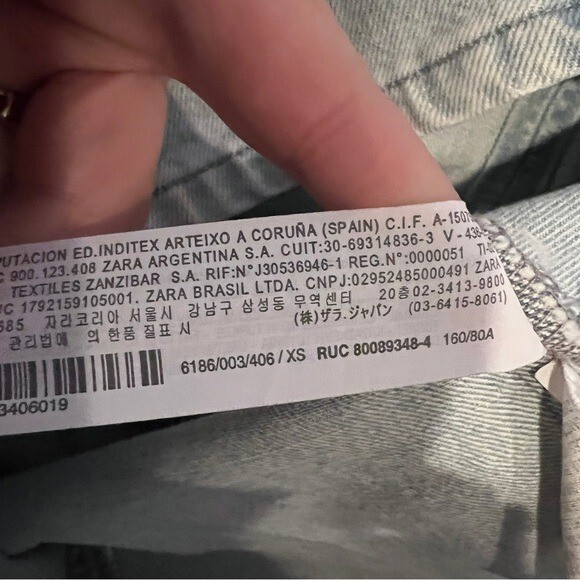 PUTACION ED.INDITEX ARTEIXO A CORUÑA (SPAIN) C.I.F. A-1507
C 900.123.408 ZARA ARGENTINA S.A. CUIT:30-69314836-3 V-436
TEXTILES ZANZIBAR S.A. RIF:N°J30536946-1 REG.N°:0000051
1792159105001. ZARA BRASIL LTDA. CNPJ:02952485000491 ZARA
585 자라코리아 서울시 강남구 삼성동 무역센터 20층 02-3413-9800
관리법에 의한품질표시 (株)ザラ.ジャパン (03-6415-8061)
6186/003/406 / XS RUC 80089348-4 160/80A
3406019